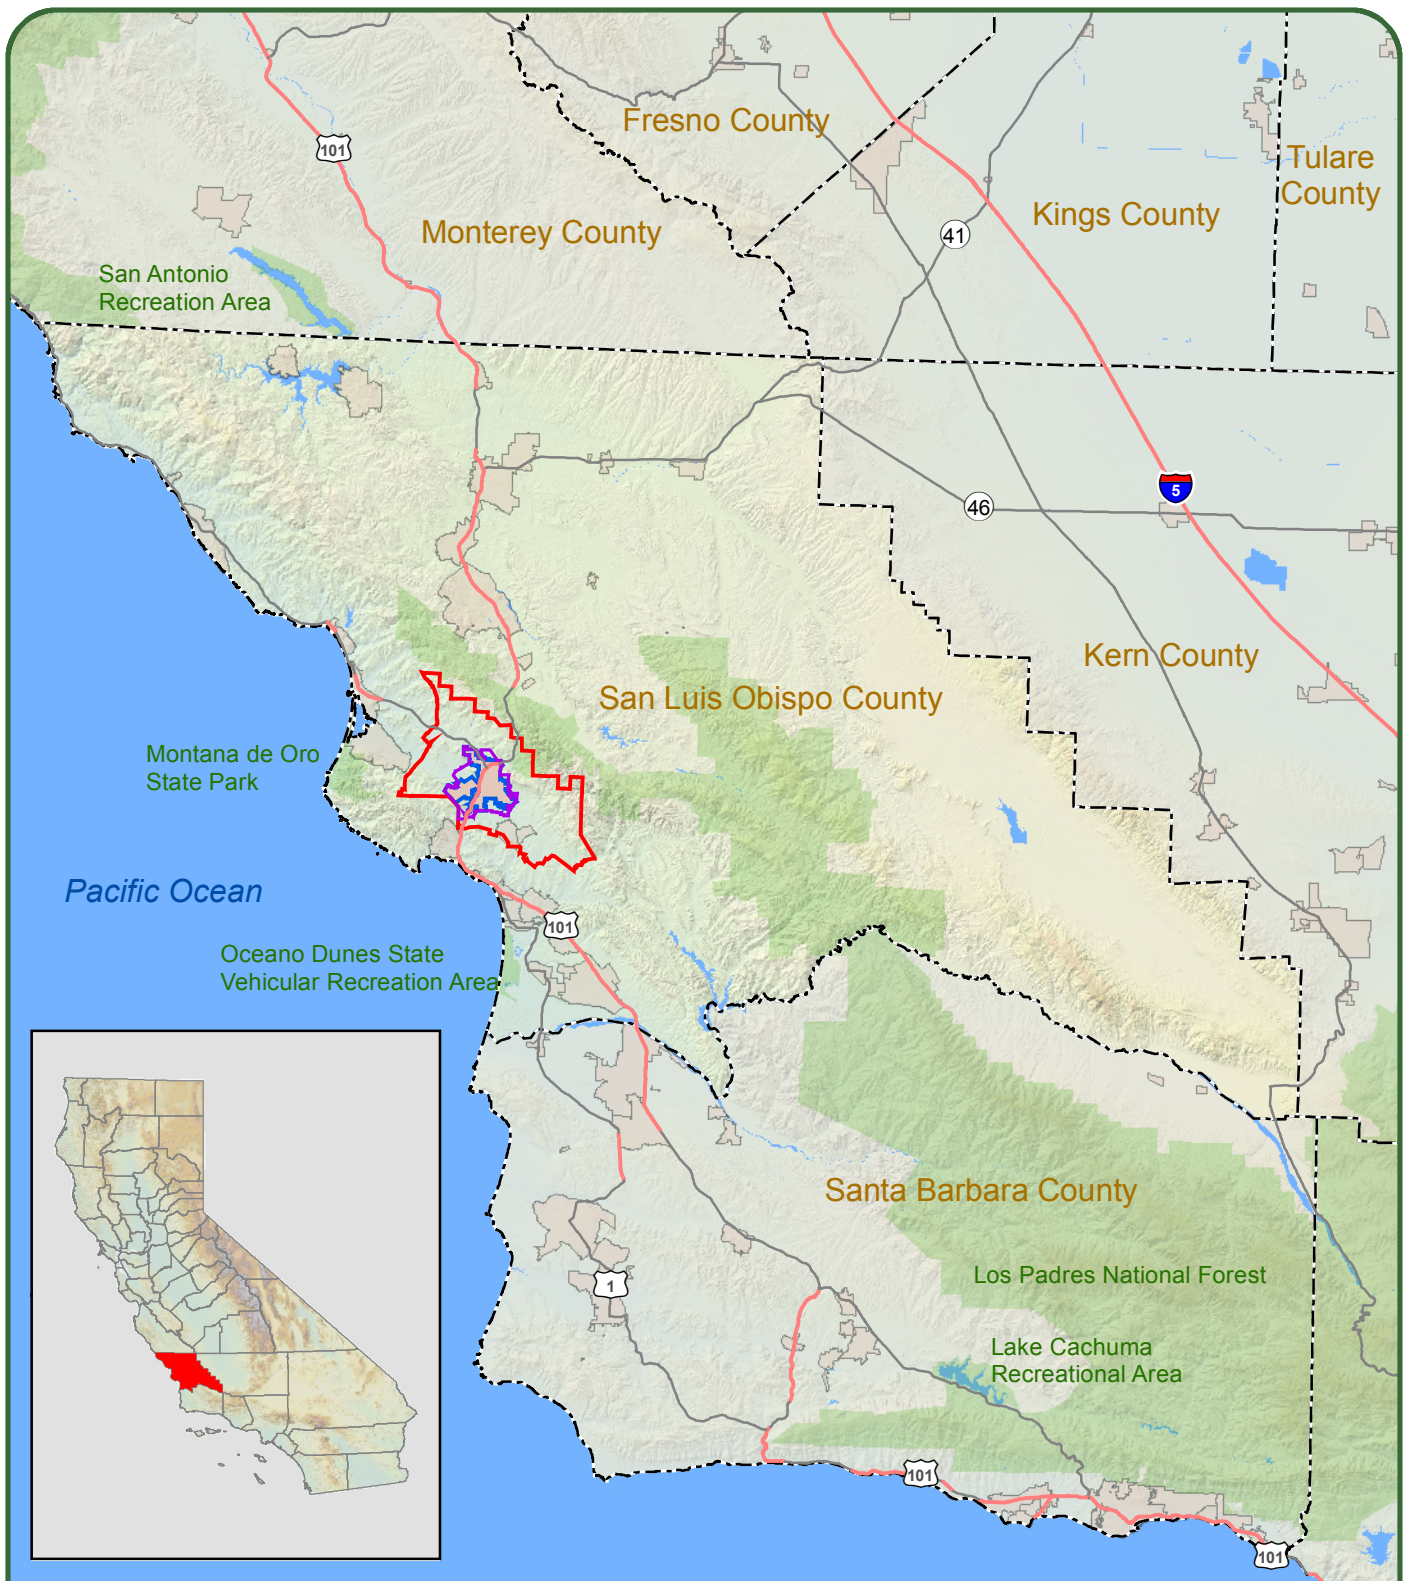 Fresno County
101
Tulare
County
Kings County
Monterey County
41
San Antonio
Recreation Area
5
46
Kern County
San Luis Obispo County
Montana de Oro
State Park
Pacific Ocean
101
Oceano Dunes State
Vehicular Recreation Area
Santa Barbara County
Los Padres National Forest
1
Lake Cachuma
Recreational Area
101
101